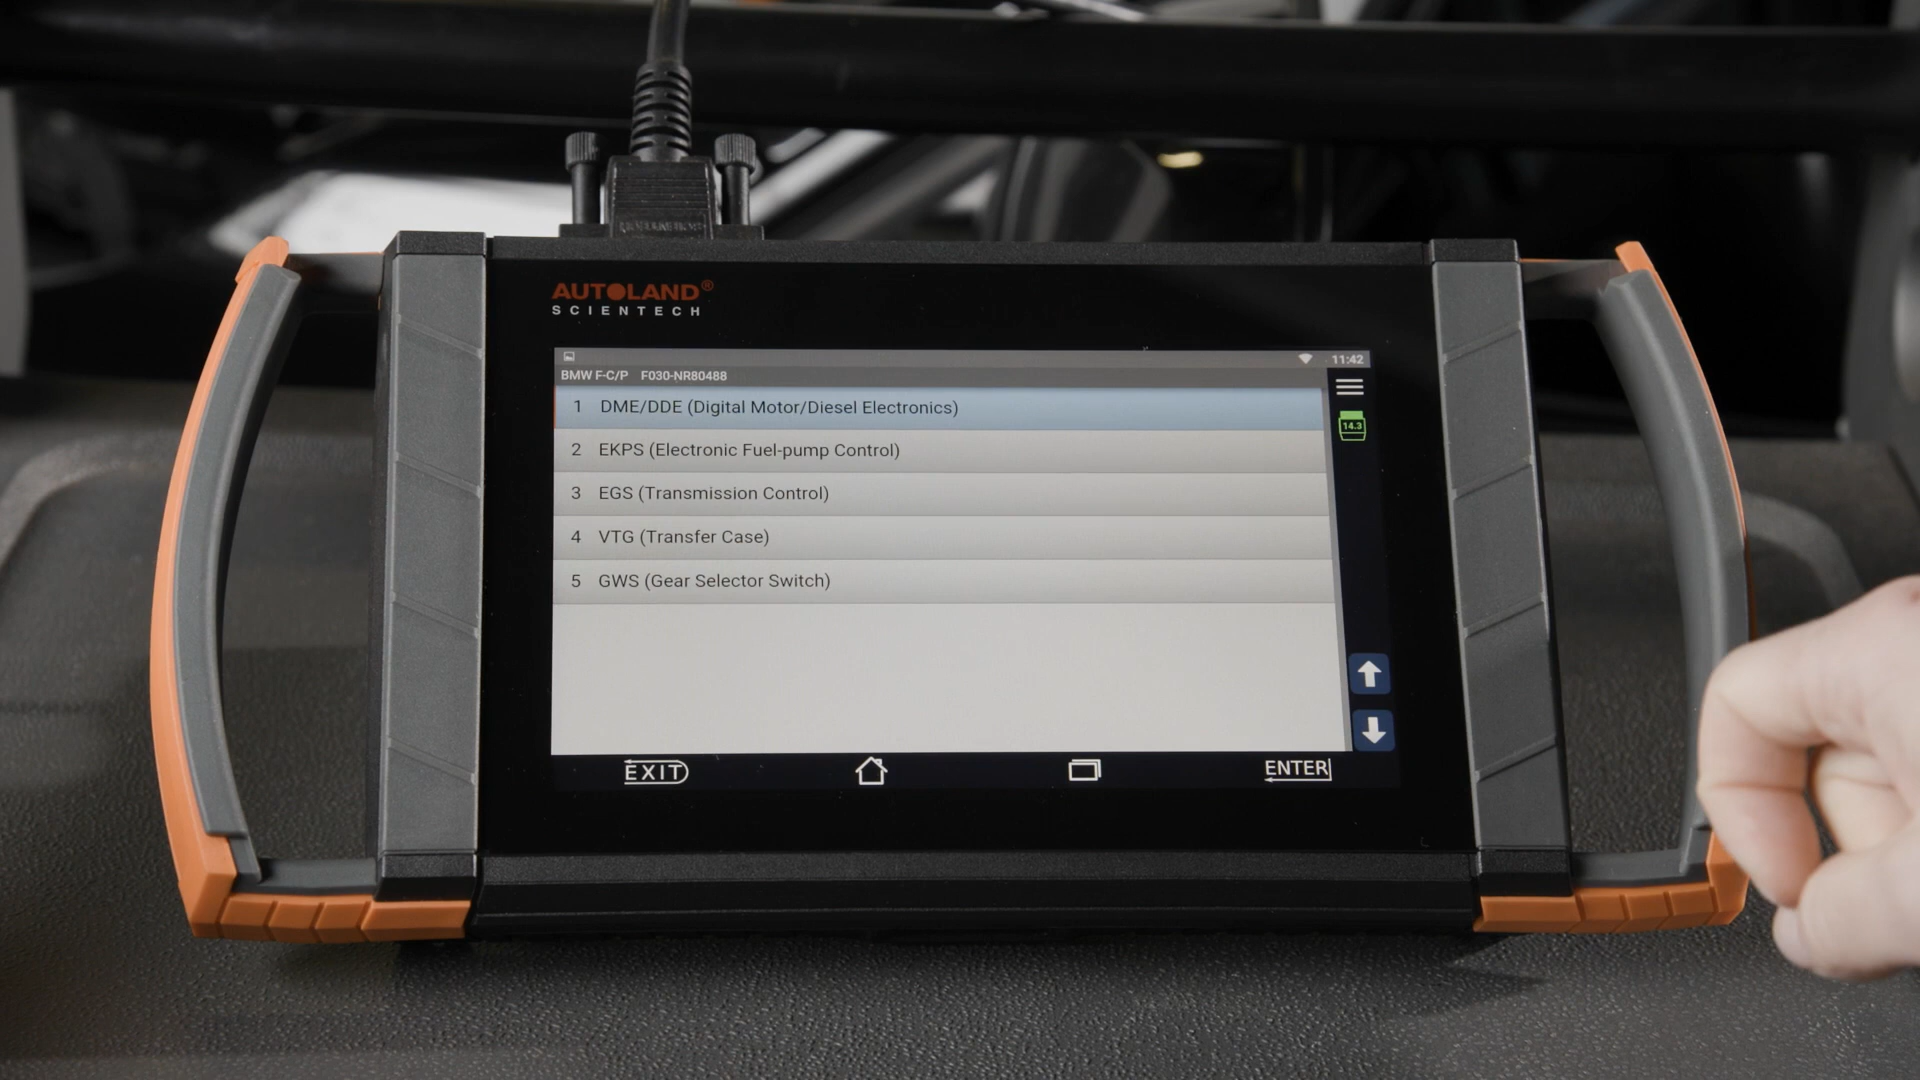 AUTOLAND®
SCIENTECH
11:42
BMW F-C/P F030-NR80488
1 DME/DDE (Digital Motor/Diesel Electronics)
14.3
2 EKPS (Electronic Fuel-pump Control)
3 EGS (Transmission Control)
4 VTG (Transfer Case)
5 GWS (Gear Selector Switch)
EXIT
ENTER